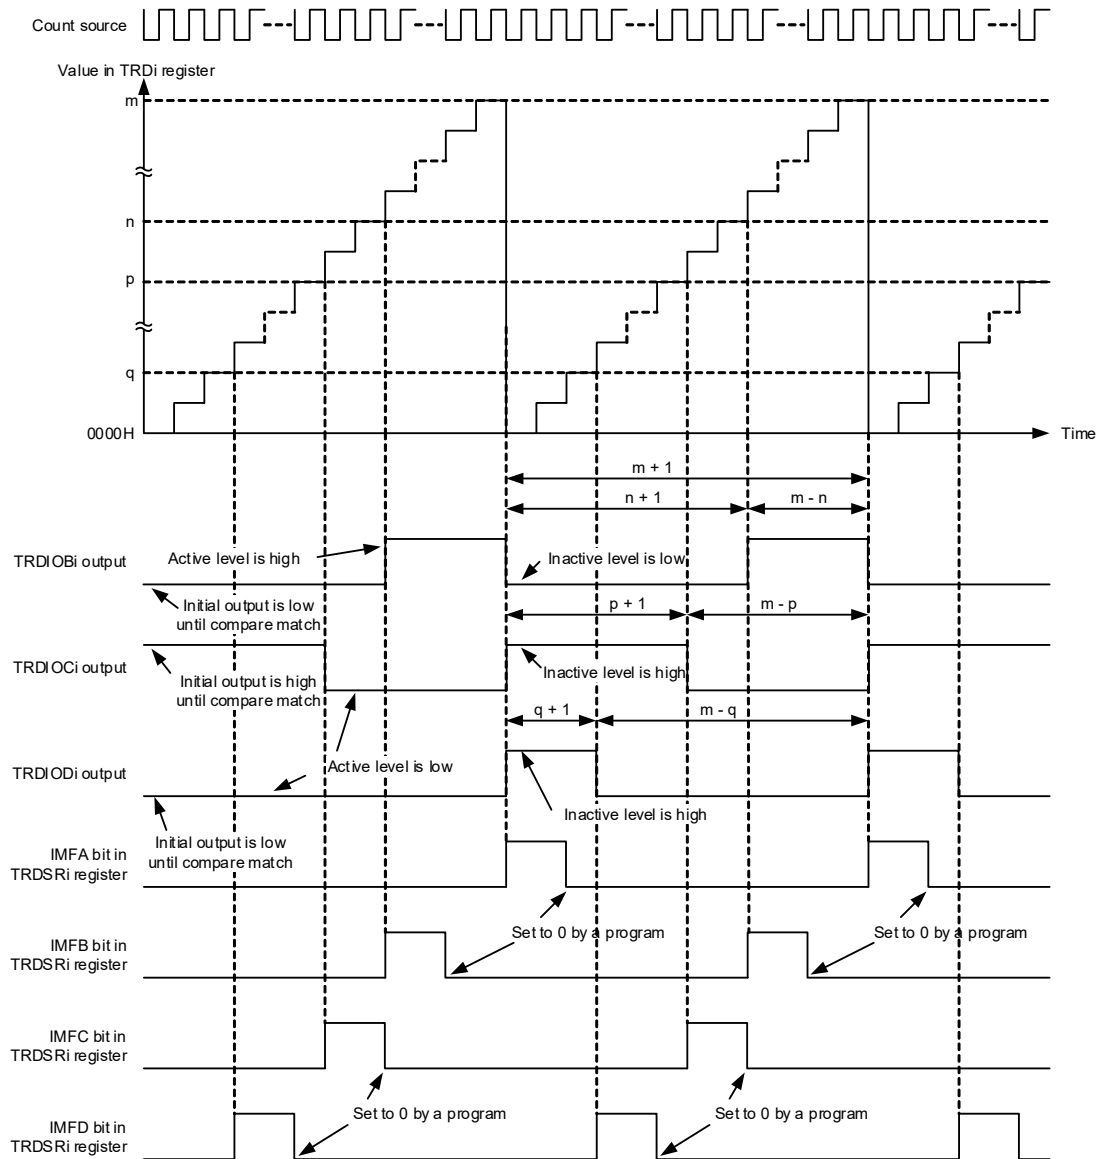 Count source
Value in TRDi register
m
n
p
q
0000H
Time
m + 1
n + 1
m - n
TRDIOBi output
Active level is high
Inactive level is low
Initial output is low
until compare match
p + 1
m - p
TRDIOCi output
Initial output is high
until compare match
Inactive level is high
q + 1
m - q
TRDIODi output
Active level is low
Inactive level is high
Initial output is low
until compare match
IMFA bit in
TRDSRi register
Set to 0 by a program
Set to 0 by a program
IMFB bit in
TRDSRi register
IMFC bit in
TRDSRi register
Set to 0 by a program
Set to 0 by a program
IMFD bit in
TRDSRi register